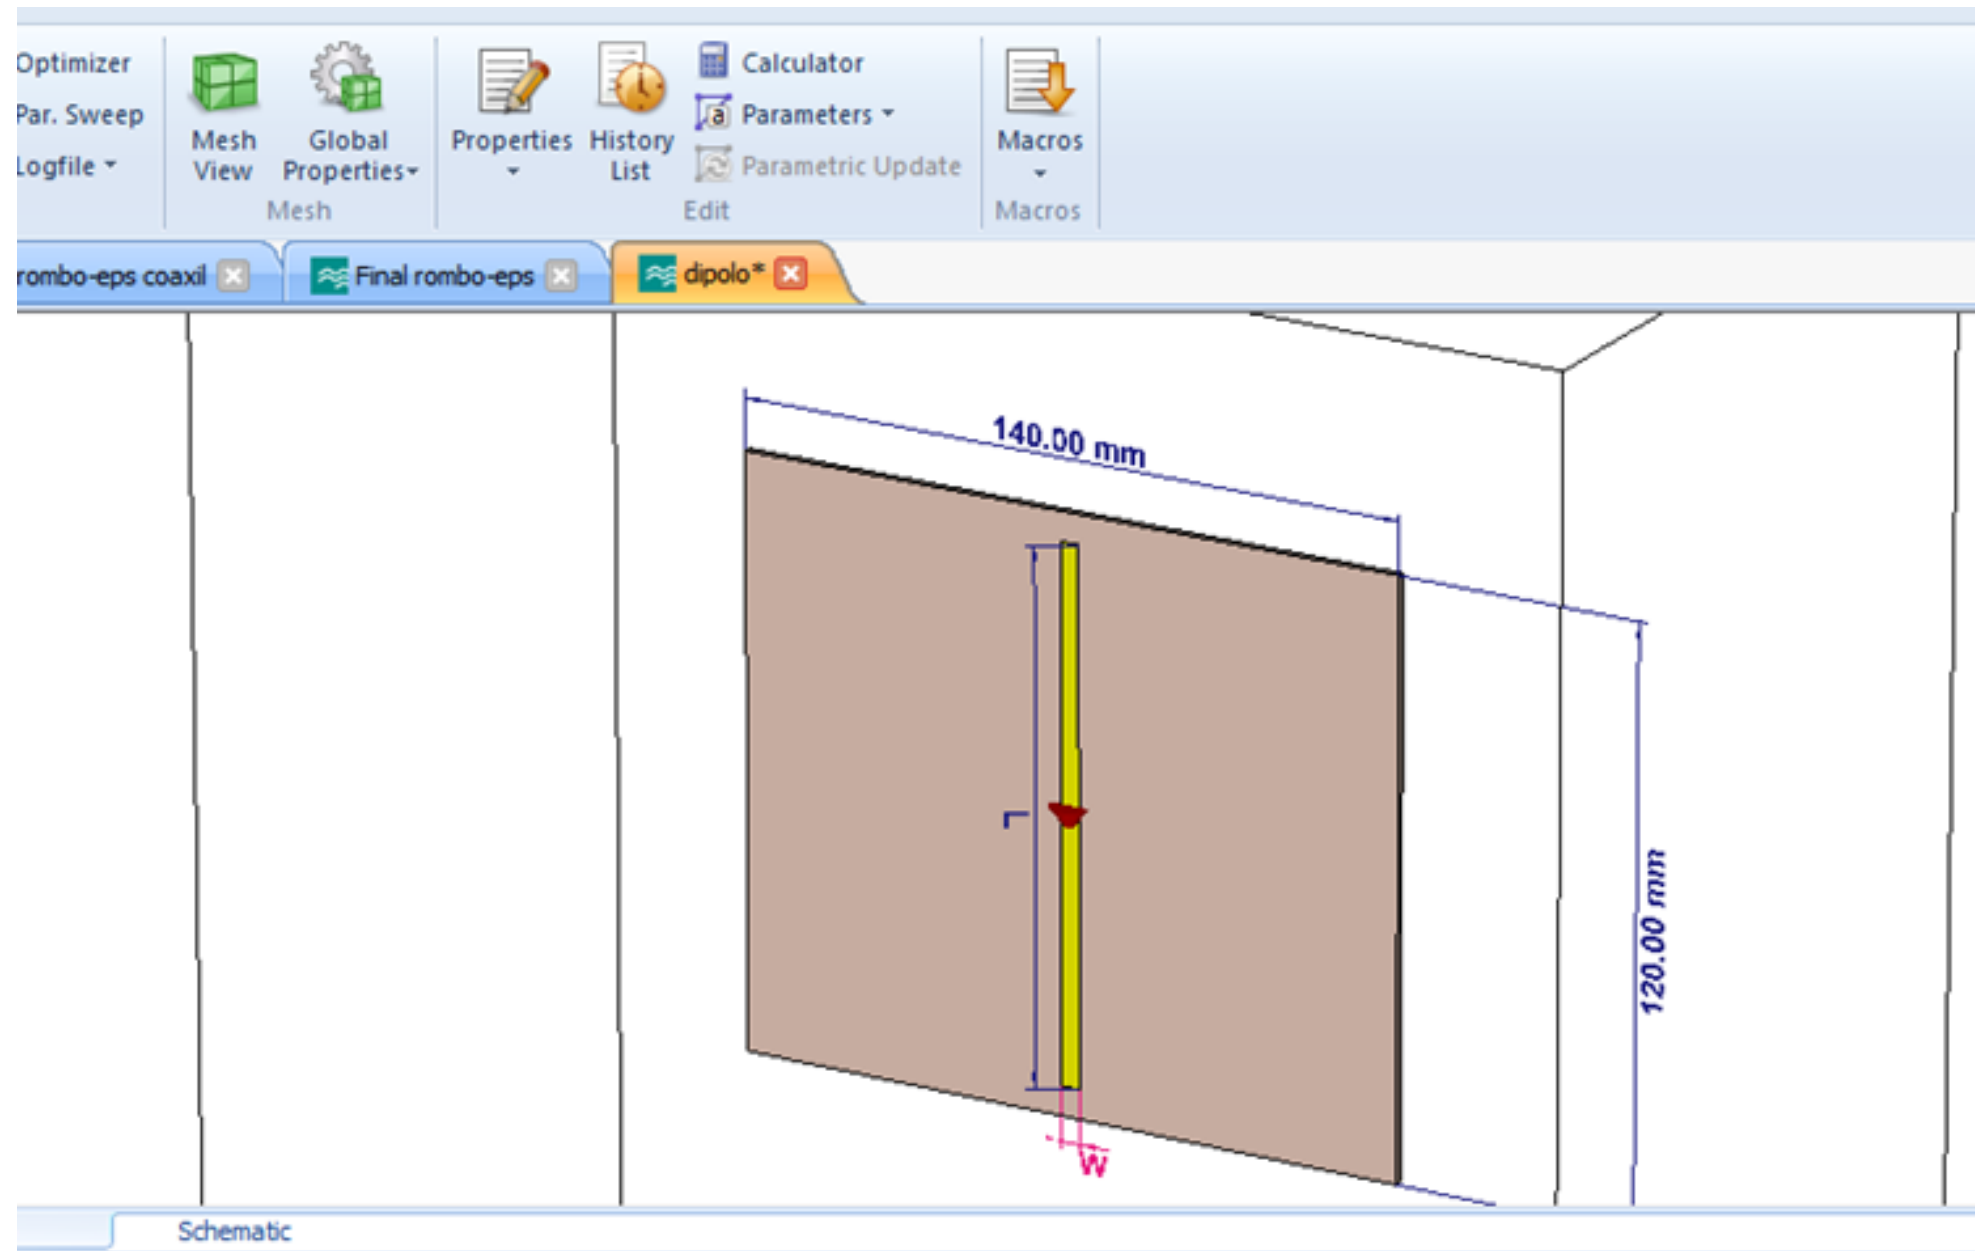 Optimizer
Par. Sweep
Logfile
Mesh
View
Global
Properties
Mesh
Properties
History
List
Calculator
Parameters
Parametric Update
Edit
Macros
Macros
rombo-eps coaxil
Final rombo-eps
dipolo*
140.00 mm
L
120.00 mm
W
Schematic